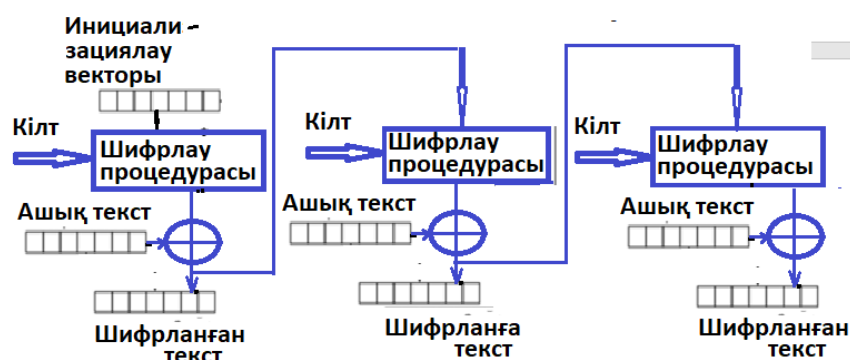 Инициали -
зациялау
векторы
Кілт
Шифрлау
процедурасы
Ашық текст
Шифрланған
текст
Кілт
Шифрлау
процедурасы
Ашық текст
Шифрланға
текст
Кілт
Шифрлау
процедурасы
Ашық текст
Шифрланған
текст